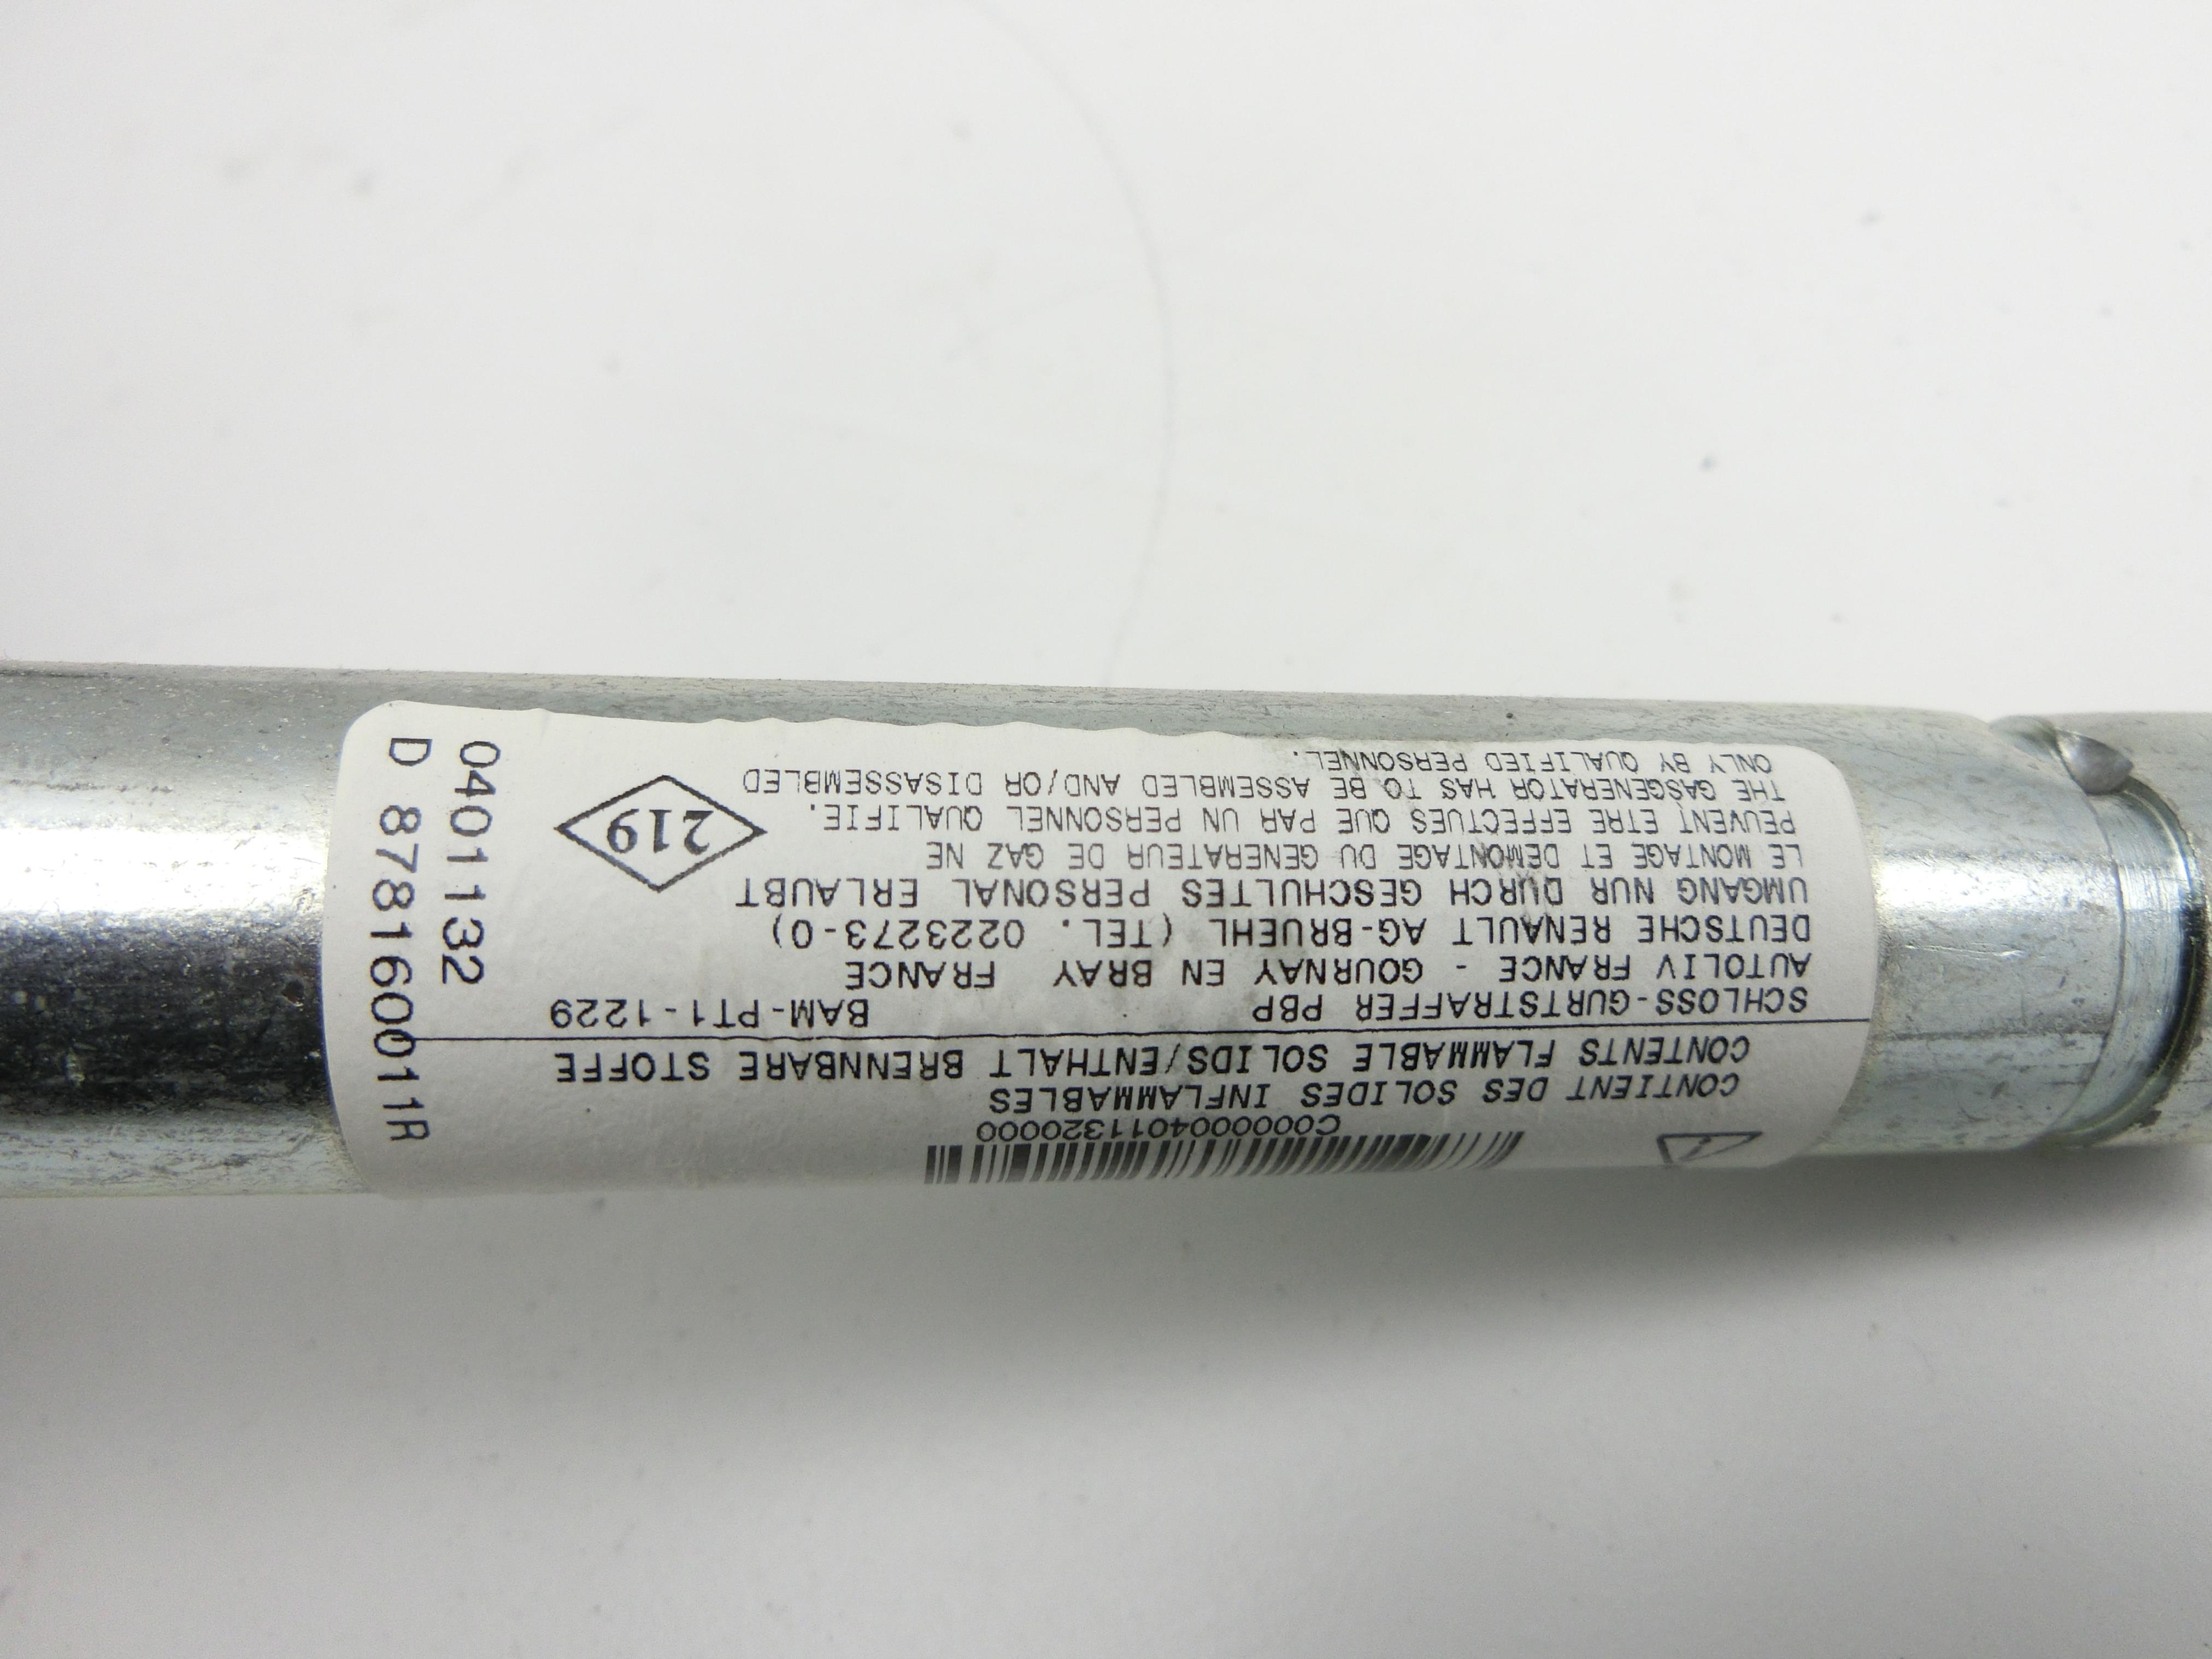 C00000040113​20000
CONTIENT DES SOLIDES INFLAMMABLES
CONTENTS FLAMMABLE SOLIDS/ENTHALT BRENNBARE STOFFE
SCHLOSS-GURTSTRAFFER PBP BAM-PT1-1229
AUTOLIV FRANCE - GOURNAY EN BRAY FRANCE
DEUTSCHE RENAULT AG-BRUEHL (TEL. 0223273-0)
UMGANG NUR DURCH GESCHULTES PERSONAL ERLAUBT
LE MONTAGE ET DEMONTAGE DU GENERATEUR DE GAZ NE
PEUVENT ETRE EFFECTUES QUE PAR UN PERSONNEL QUALIFIE.
THE GASGENERATOR HAS TO BE ASSEMBLED AND/OR DISASSEMBLED
ONLY BY QUALIFIED PERSONNEL.
219
0401132
D 878160011R